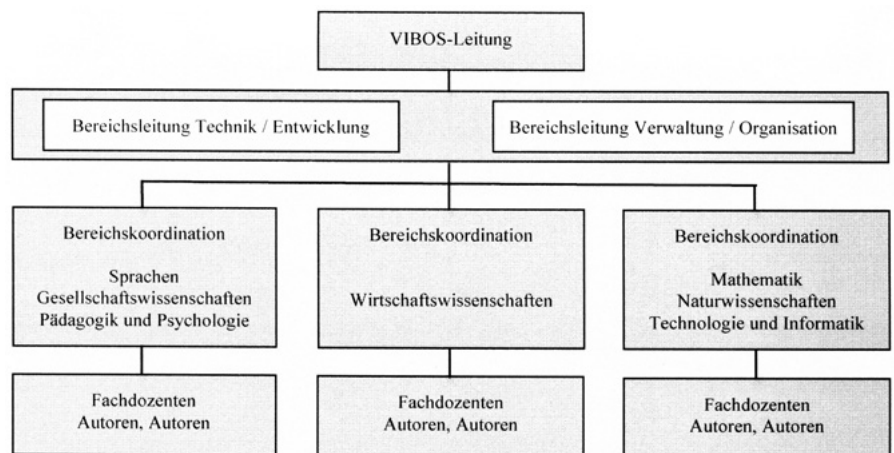 VIBOS-Leitung
Bereichsleitung Technik / Entwicklung
Bereichsleitung Verwaltung / Organisation
Bereichskoordination
Sprachen
Gesellschaftswissenschaften
Pädagogik und Psychologie
Bereichskoordination
Wirtschaftswissenschaften
Bereichskoordination
Mathematik
Naturwissenschaften
Technologie und Informatik
Fachdozenten
Autoren, Autoren
Fachdozenten
Autoren, Autoren
Fachdozenten
Autoren, Autoren